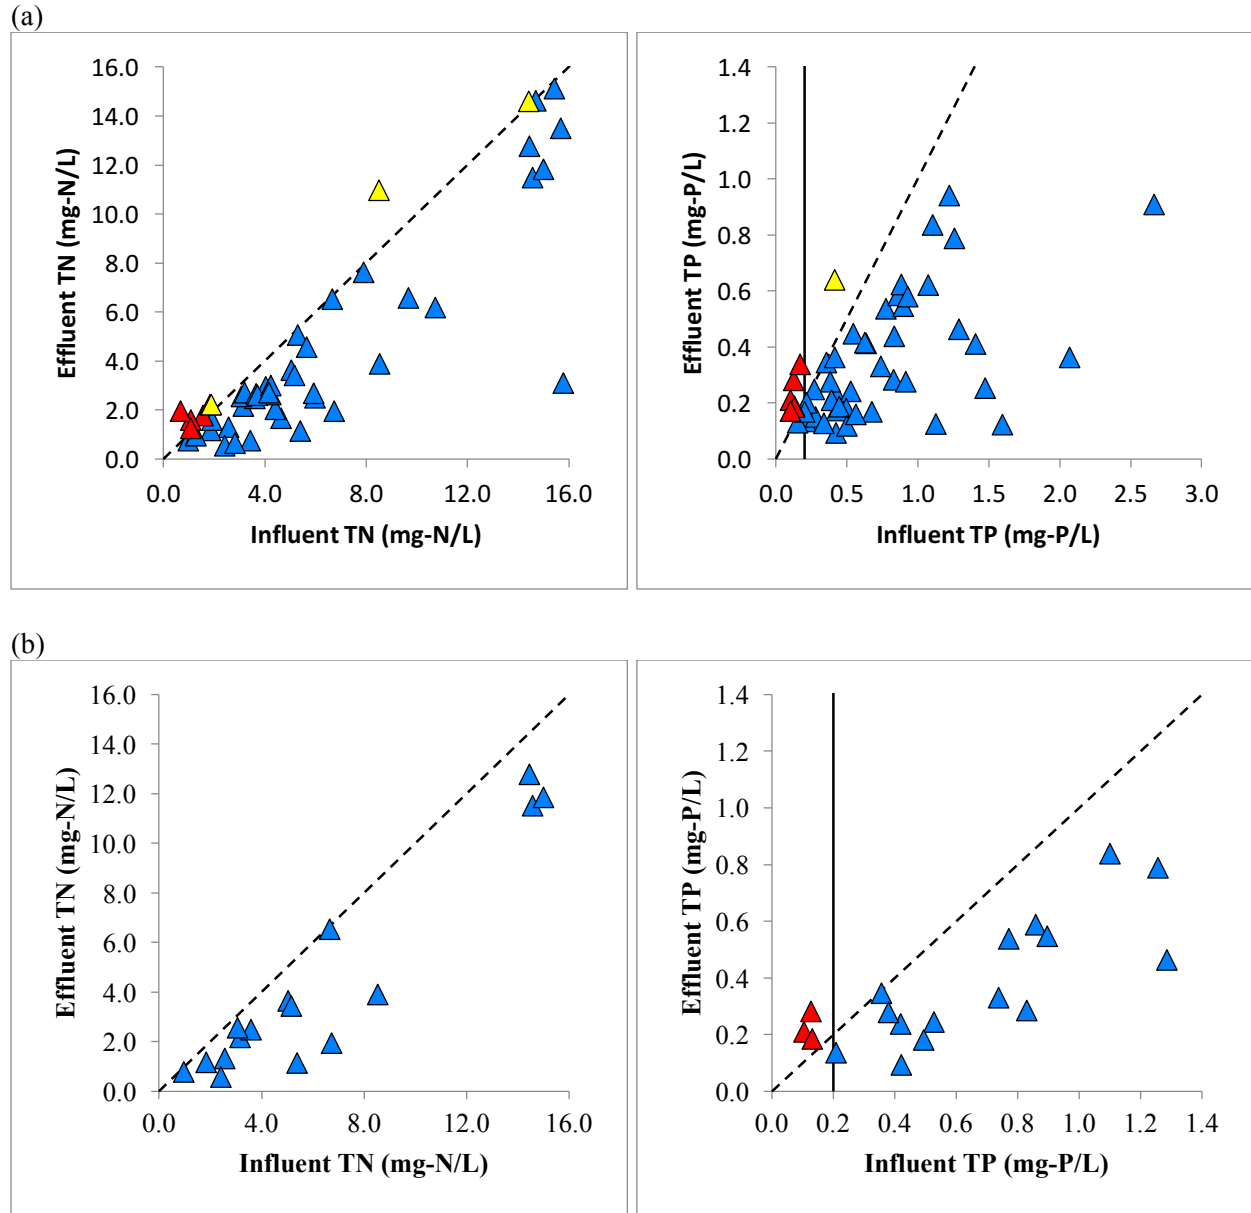 (a)
Effluent TN (mg-N/L)
16.0
14.0
12.0
10.0
8.0
6.0
4.0
2.0
0.0
0.0 4.0 8.0 12.0 16.0
Influent TN (mg-N/L)
Effluent TP (mg-P/L)
1.4
1.2
1.0
0.8
0.6
0.4
0.2
0.0
0.0 0.5 1.0 1.5 2.0 2.5 3.0
Influent TP (mg-P/L)
(b)
Effluent TN (mg-N/L)
16.0
14.0
12.0
10.0
8.0
6.0
4.0
2.0
0.0
0.0 4.0 8.0 12.0 16.0
Influent TN (mg-N/L)
Effluent TP (mg-P/L)
1.4
1.2
1.0
0.8
0.6
0.4
0.2
0.0
0.0 0.2 0.4 0.6 0.8 1.0 1.2 1.4
Influent TP (mg-P/L)